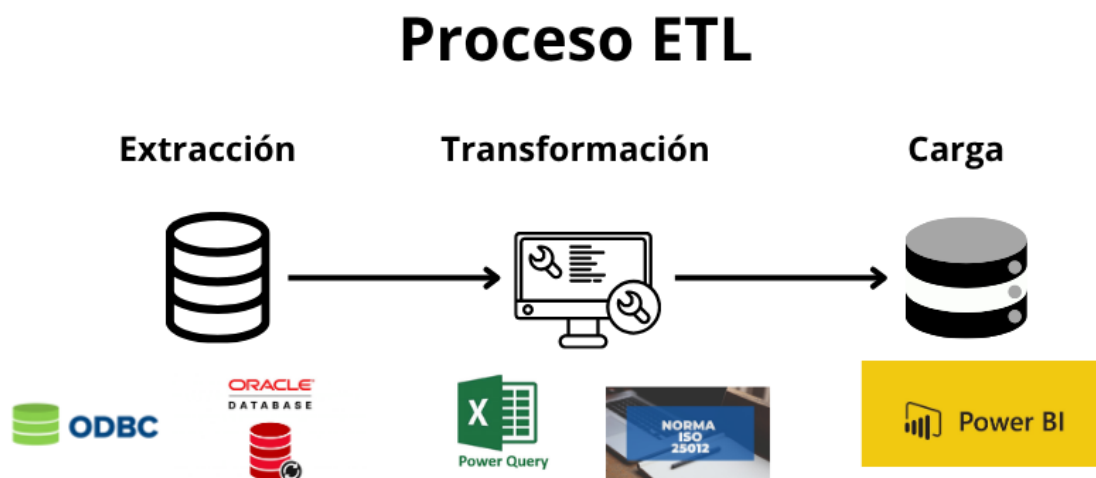 Proceso ETL
Extracción
Transformación
Carga
ODBC
ORACLE
DATABASE
X
Power Query
NORMA
ISO
25012
Power BI